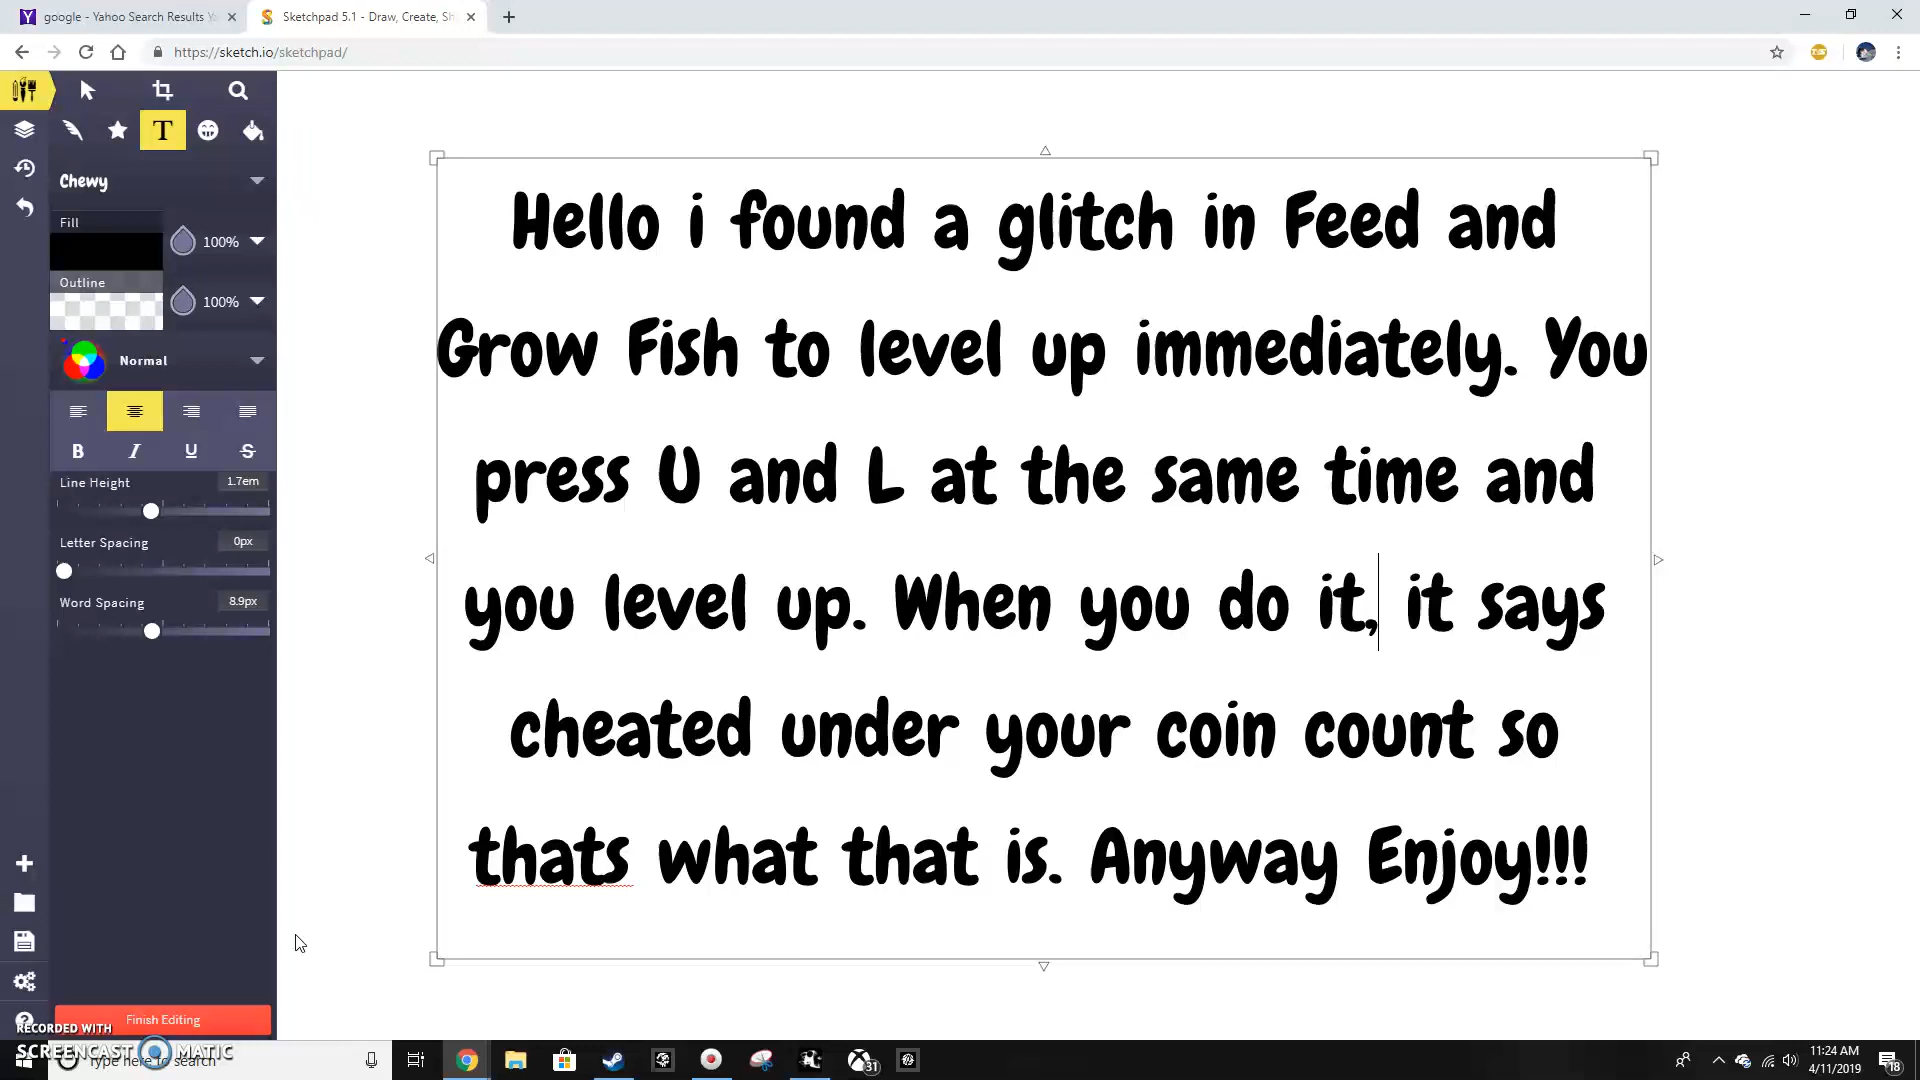 google - Yahoo Search Results Y
Sketchpad 5.1 - Draw, Create, Sh
https://sketch.io/sketchpad/
T
Chewy
Fill
100%
Outline
100%
Normal
B I U S
Line Height 1.7em
Letter Spacing 0px
Word Spacing 8.9px
Finish Editing
Hello i found a glitch in Feed and
Grow Fish to level up immediately. You
press U and L at the same time and
you level up. When you do it, it says
cheated under your coin count so
thats what that is. Anyway Enjoy!!!
RECORDED WITH
SCREENCAST MATIC
Type here to search
31
11:24 AM
4/11/2019
18